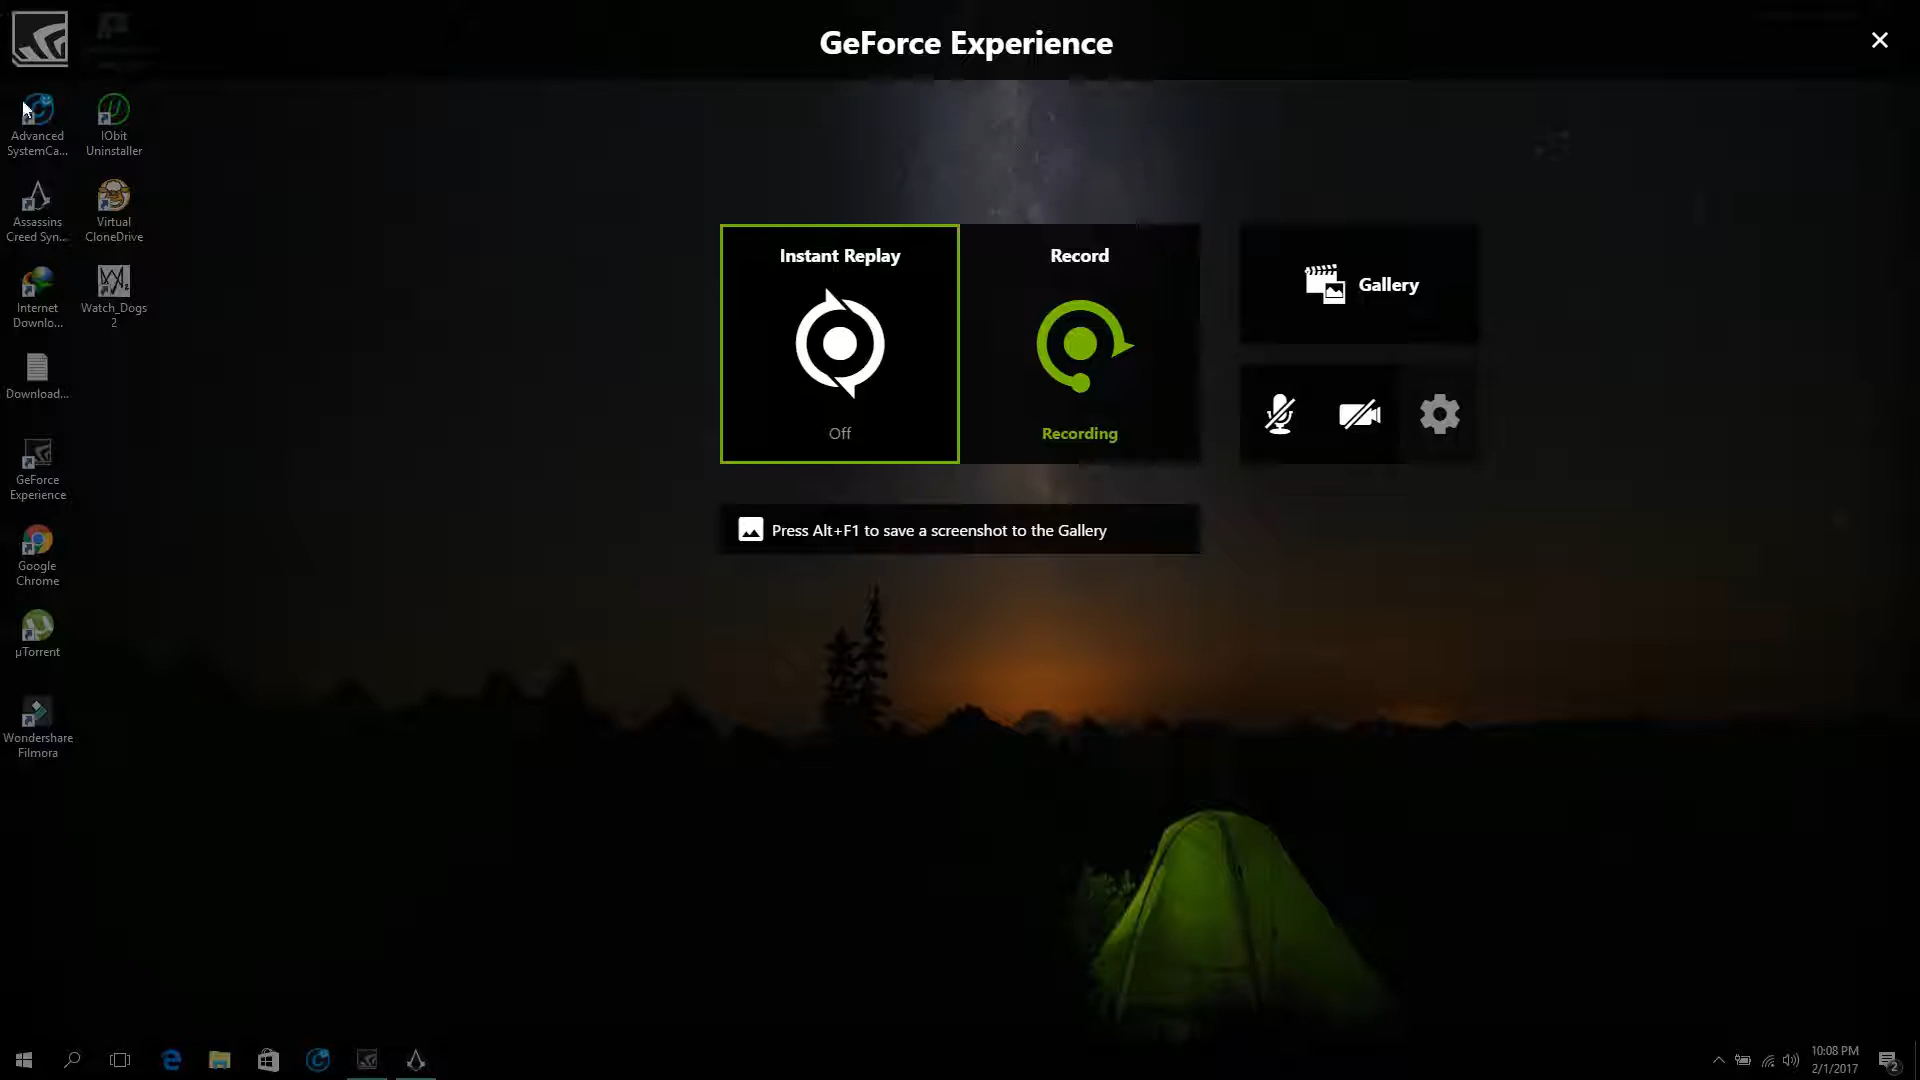 GeForce Experience
Advanced
SystemCa...
IObit
Uninstaller
Assassins
Creed Syn...
Virtual
CloneDrive
Internet
Downlo...
Watch_Dogs
2
Download...
GeForce
Experience
Google
Chrome
µTorrent
Wondershare
Filmora
Instant Replay
Off
Record
Recording
Gallery
Press Alt+F1 to save a screenshot to the Gallery
10:08 PM
2/1/2017
2